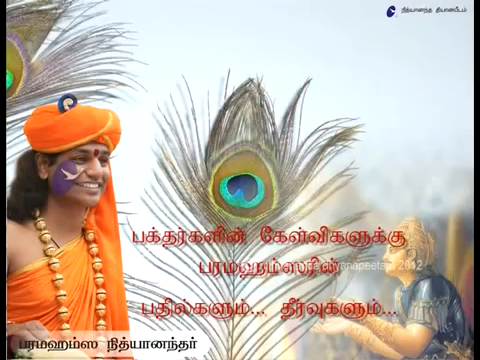 நித்யானந்த தியானபீடம்
பக்தர்களின் கேள்விகளுக்கு
பரமஹம்ஸரின்
பதில்களும்... தீர்வுகளும்...
பரமஹம்ஸ நித்யானந்தர்